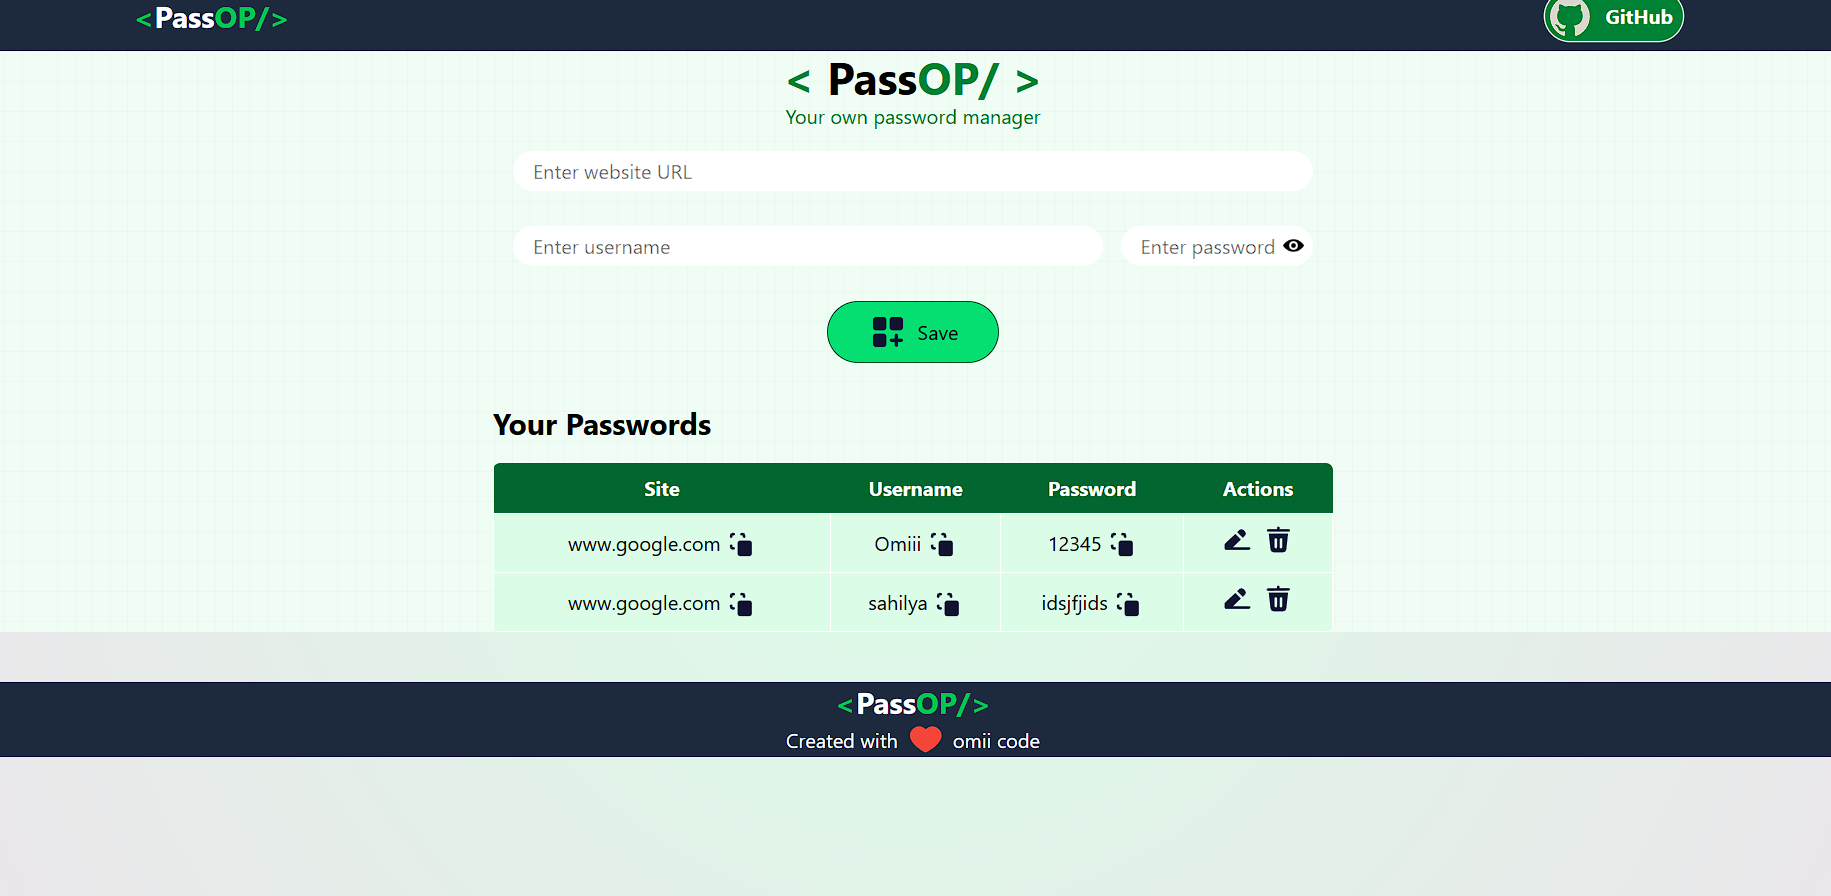 <PassOP/>
GitHub
< PassOP/ >
Your own password manager
Enter website URL
Enter username
Enter password
Save
Your Passwords
Site Username Password Actions
www.google.com Omiii 12345
www.google.com sahilya idsjfjids
<PassOP/>
Created with omii code